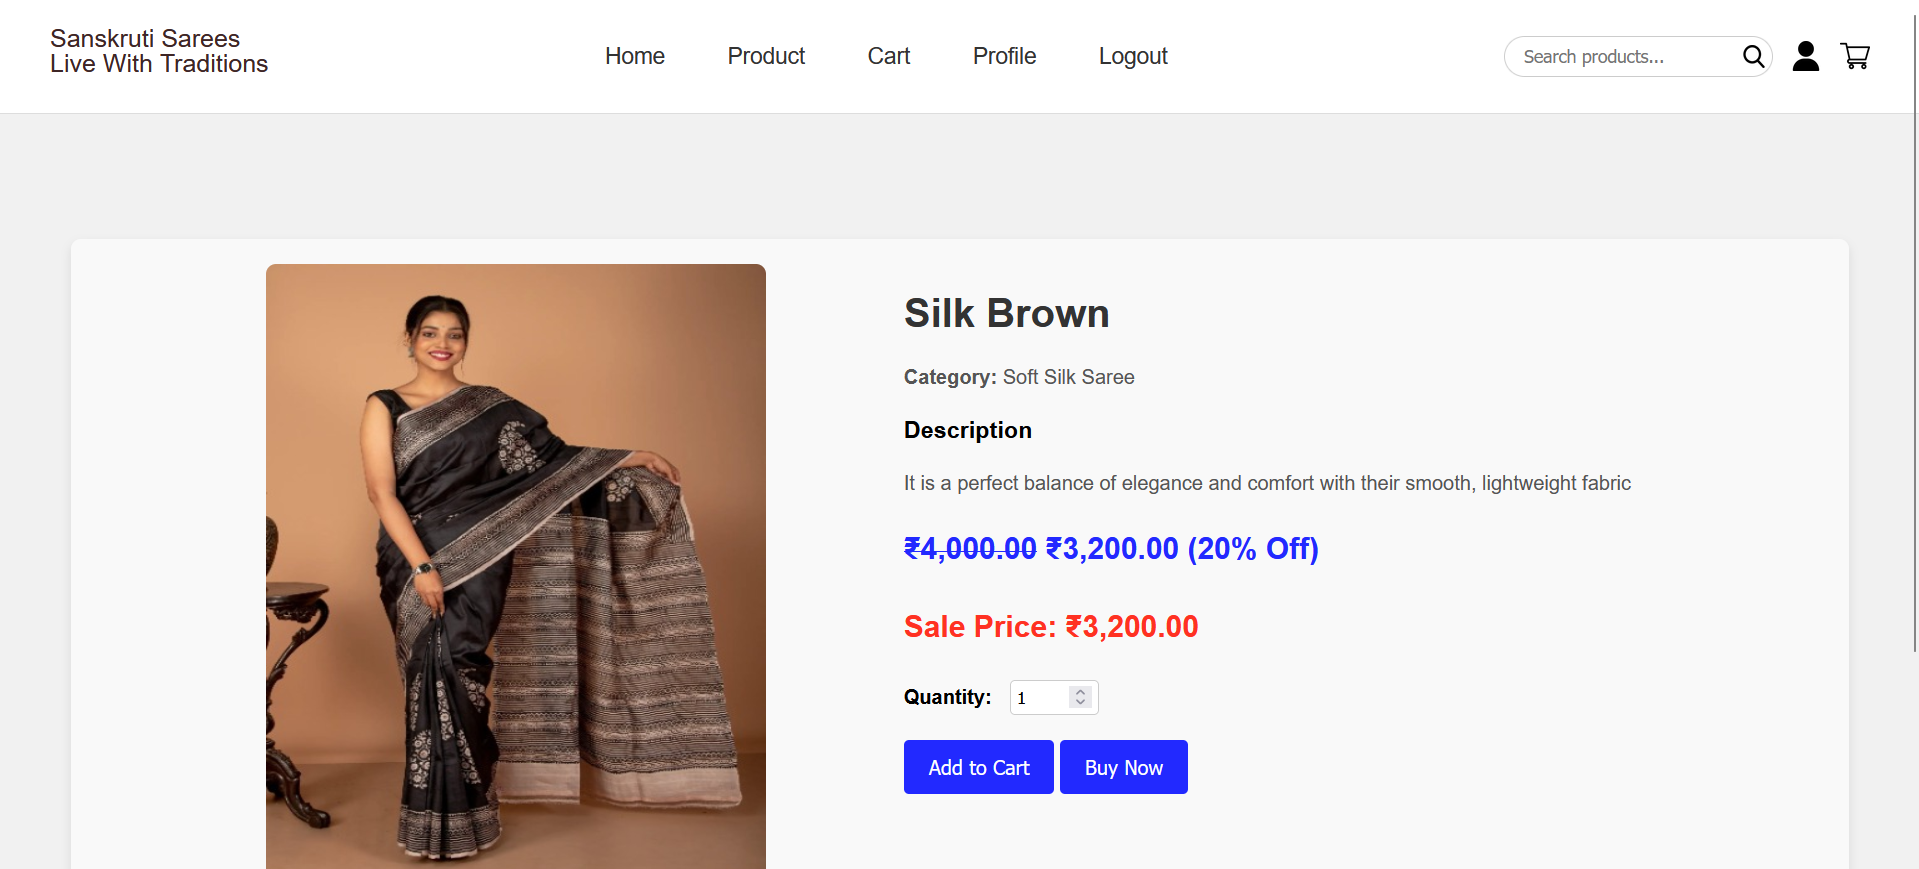 Sanskruti Sarees
Live With Traditions
Home Product Cart Profile Logout
Search products...
Silk Brown
Category: Soft Silk Saree
Description
It is a perfect balance of elegance and comfort with their smooth, lightweight fabric
₹4,000.00 ₹3,200.00 (20% Off)
Sale Price: ₹3,200.00
Quantity: 1
Add to Cart Buy Now